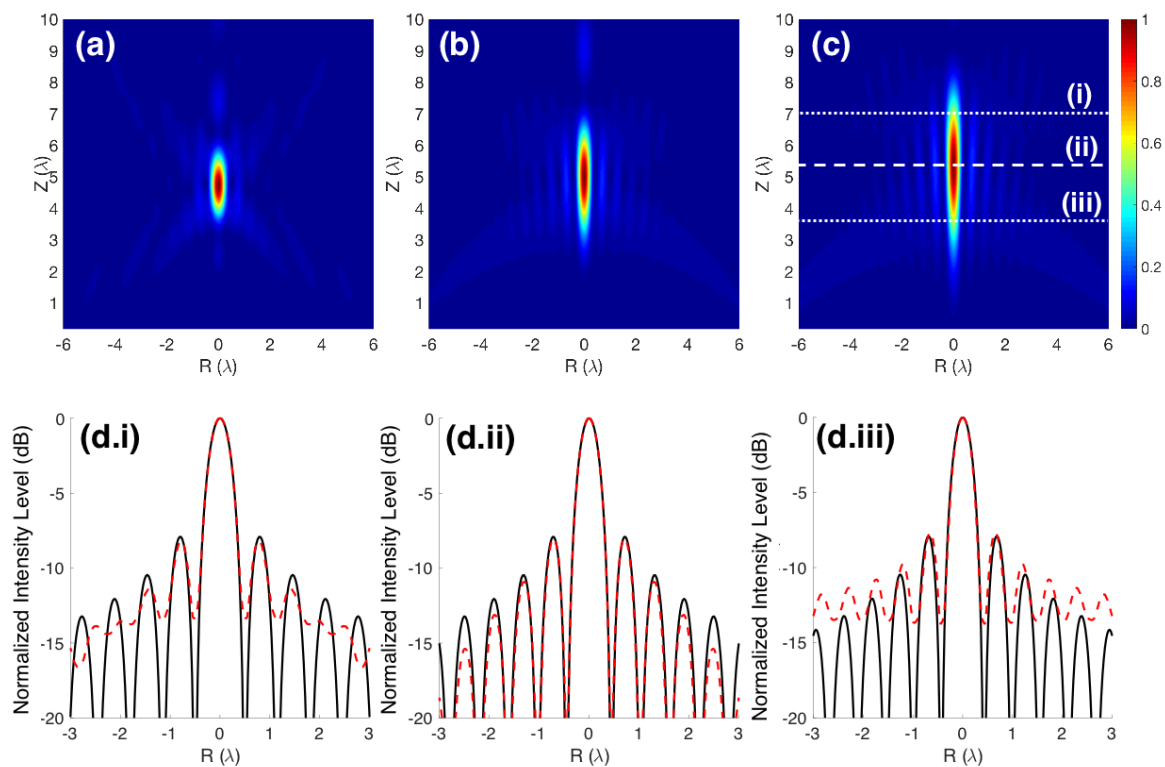 (a)
10
9
8
7
6
5
4
3
2
1
Z (λ)
-6 -4 -2 0 2 4 6
R (λ)
(b)
10
9
8
7
6
5
4
3
2
1
Z (λ)
-6 -4 -2 0 2 4 6
R (λ)
(c)
(i)
(ii)
(iii)
10
9
8
7
6
5
4
3
2
1
Z (λ)
-6 -4 -2 0 2 4 6
R (λ)
1
0.8
0.6
0.4
0.2
0
(d.i)
Normalized Intensity Level (dB)
0
-5
-10
-15
-20
-3 -2 -1 0 1 2 3
R (λ)
(d.ii)
Normalized Intensity Level (dB)
0
-5
-10
-15
-20
-3 -2 -1 0 1 2 3
R (λ)
(d.iii)
Normalized Intensity Level (dB)
0
-5
-10
-15
-20
-3 -2 -1 0 1 2 3
R (λ)